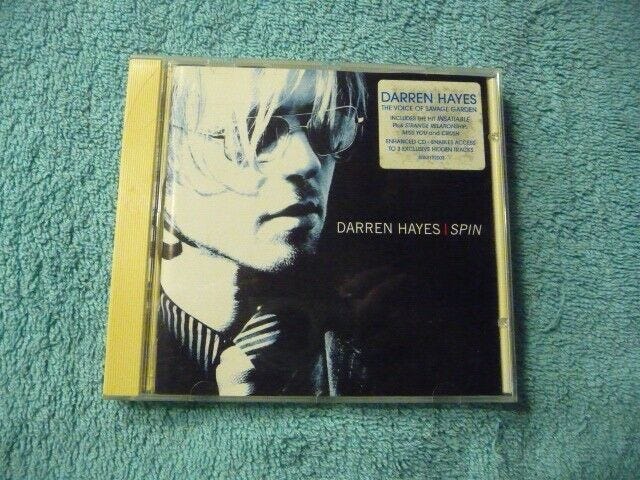 DARREN HAYES
THE VOICE OF SAVAGE GARDEN
INCLUDES THE HIT INSATIABLE
Plus STRANGE RELATIONSHIP,
MISS YOU and CRUSH
ENHANCED CD - ENABLES ACCESS
TO 3 EXCLUSIVE HIDDEN TRACKS
DARREN HAYES | SPIN